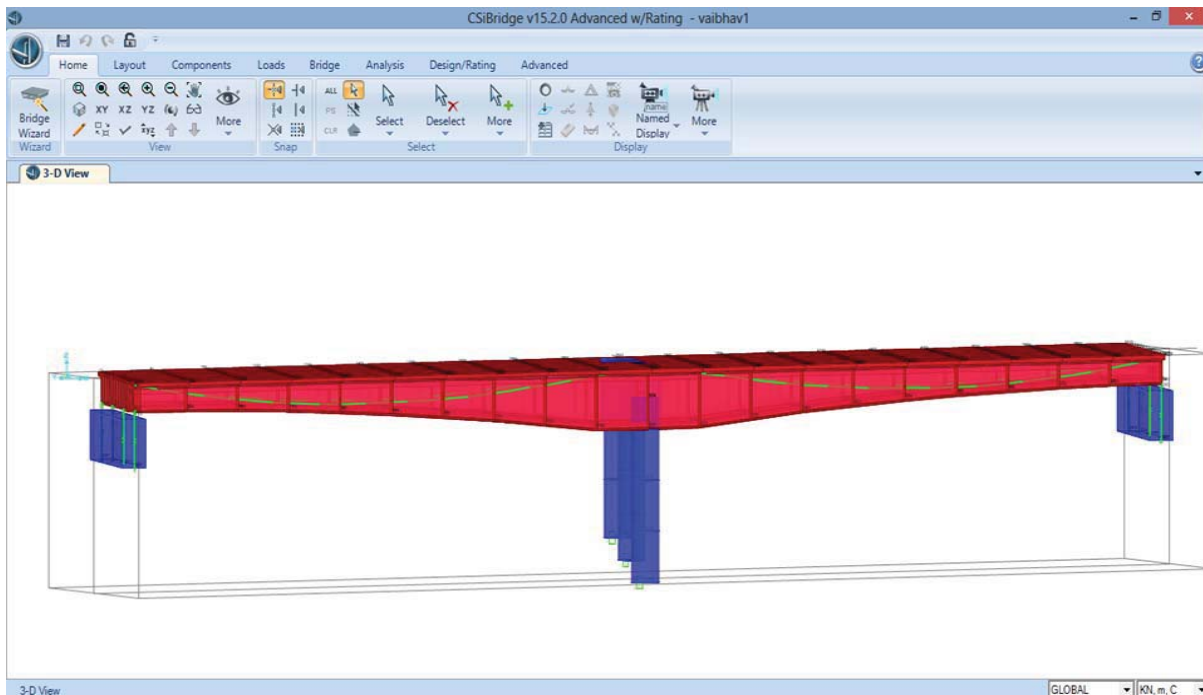 CSiBridge v15.2.0 Advanced w/Rating - vaibhav1
Home Layout Components Loads Bridge Analysis Design/Rating Advanced
Bridge Wizard
XY XZ YZ
xyz
More
ALL
PS
CLR
Select
Deselect
More
name
Named Display
More
Wizard View Snap Select Display
3-D View
3-D View GLOBAL KN, m, C